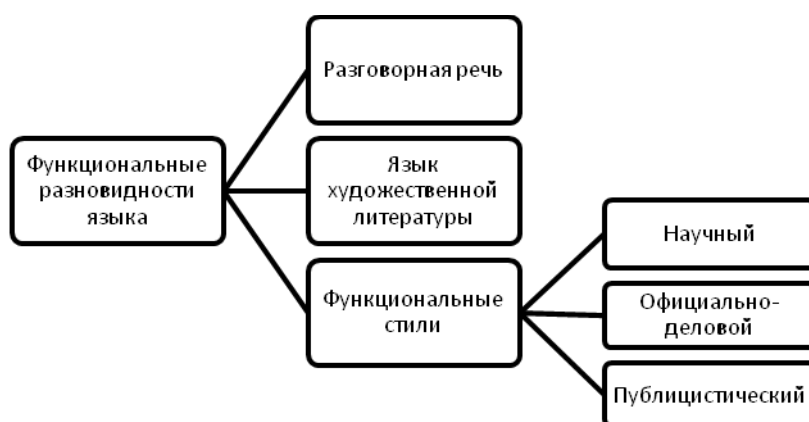 Разговорная речь
Функциональные
разновидности
языка
Язык
художественной
литературы
Функциональные
стили
Научный
Официально-
деловой
Публицистический